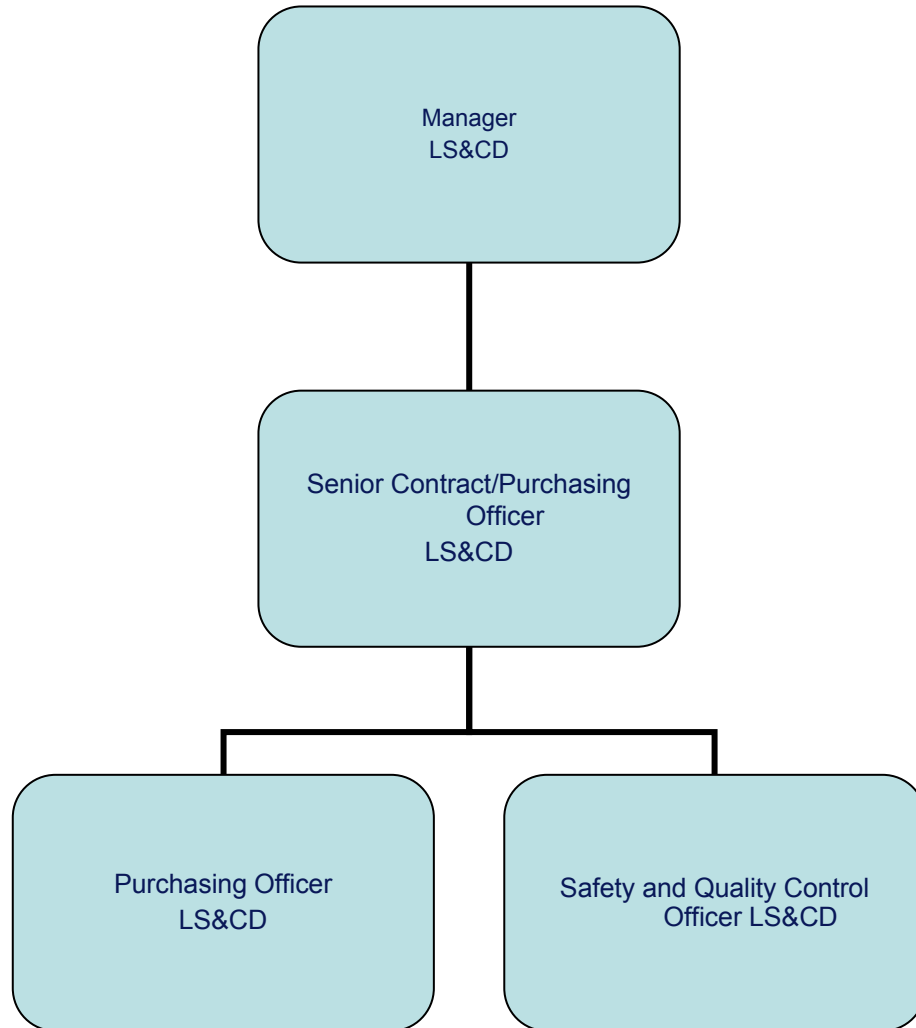 Manager
LS&CD
Senior Contract/Purchasing
Officer
LS&CD
Purchasing Officer
LS&CD
Safety and Quality Control
Officer LS&CD